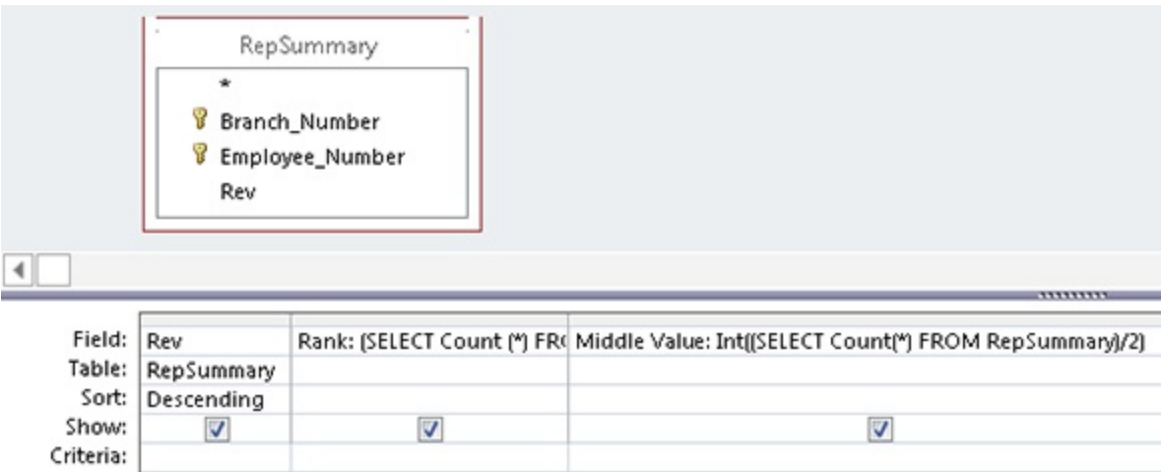 RepSummary
*
Branch_Number
Employee_Number
Rev
Field: Rev Rank: (SELECT Count (*) FR Middle Value: Int((SELECT Count(*) FROM RepSummary)/2)
Table: RepSummary
Sort: Descending
Show:
Criteria: